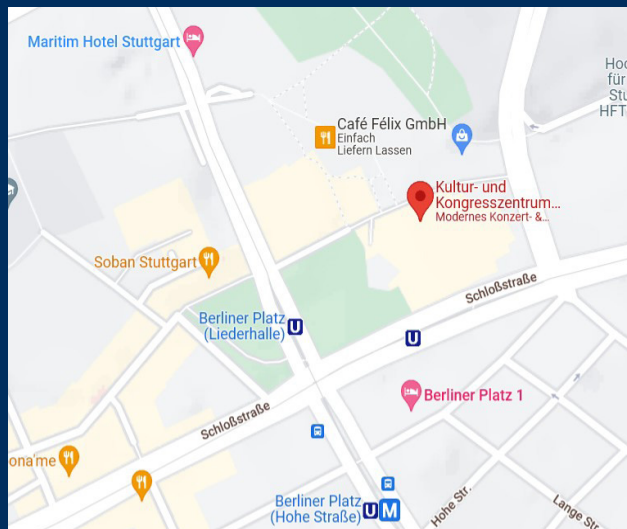 Maritim Hotel Stuttgart
Hoc
für
Stu
HFT
Café Félix GmbH
Einfach
Liefern Lassen
Kultur- und
Kongresszentrum...
Modernes Konzert- &...
Soban Stuttgart
Schloßstraße
Berliner Platz
(Liederhalle)
U
U
Berliner Platz 1
Schloßstraße
ona'me
Berliner Platz
(Hohe Straße)
U
M
Hohe Str.
Lange Str